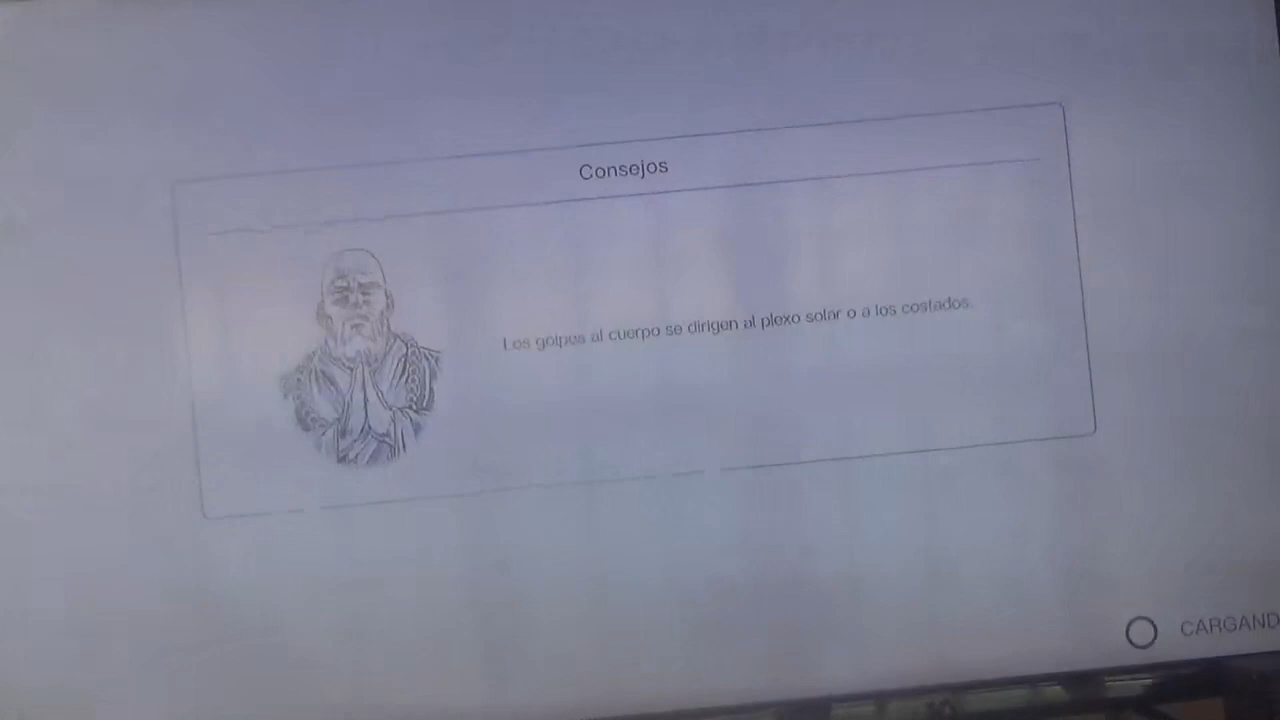 Consejos
Los golpes al cuerpo se dirigen al plexo solar o a los costados.
CARGAND